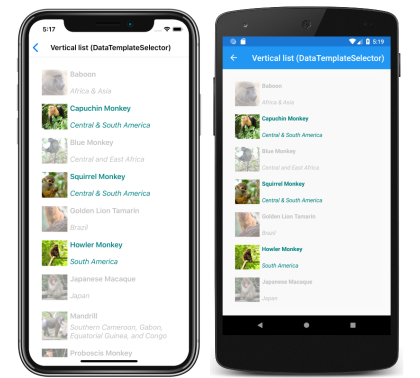 5:17
Vertical list (DataTemplateSelector)
Baboon
Africa & Asia
Capuchin Monkey
Central & South America
Blue Monkey
Central and East Africa
Squirrel Monkey
Central & South America
Golden Lion Tamarin
Brazil
Howler Monkey
South America
Japanese Macaque
Japan
Mandrill
Southern Cameroon, Gabon,
Equatorial Guinea, and Congo
Proboscis Monkey
5:19
Vertical list (DataTemplateSelector)
Baboon
Africa & Asia
Capuchin Monkey
Central & South America
Blue Monkey
Central and East Africa
Squirrel Monkey
Central & South America
Golden Lion Tamarin
Brazil
Howler Monkey
South America
Japanese Macaque
Japan